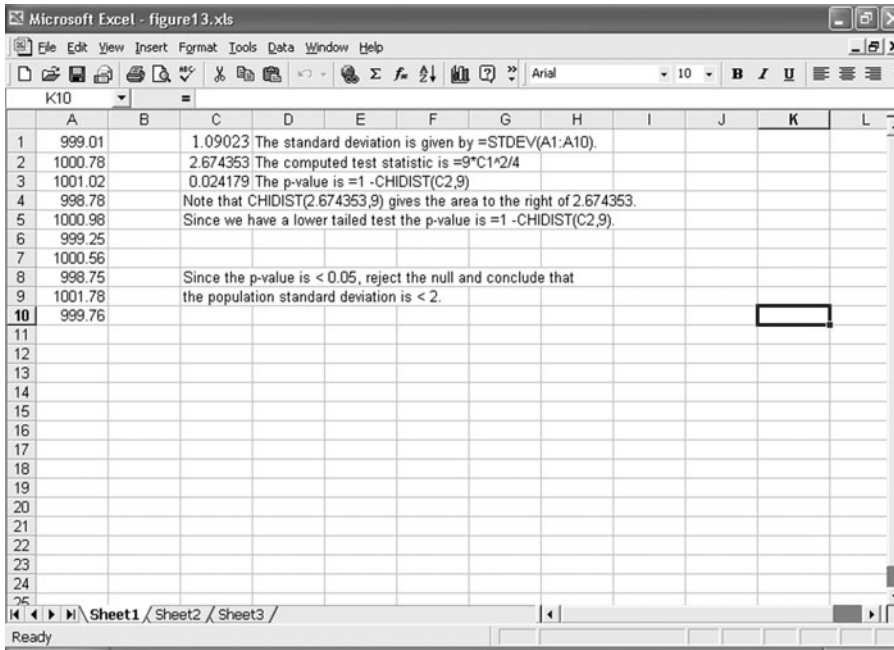 Microsoft Excel - figure13.xls
File Edit View Insert Format Tools Data Window Help
Arial 10 B I U
K10 =
A B C D E F G H I J K L
1 999.01 1.09023 The standard deviation is given by =STDEV(A1:A10).
2 1000.78 2.674353 The computed test statistic is =9*C1^2/4
3 1001.02 0.024179 The p-value is =1 -CHIDIST(C2,9)
4 998.78 Note that CHIDIST(2.674353,9) gives the area to the right of 2.674353.
5 1000.98 Since we have a lower tailed test the p-value is =1 -CHIDIST(C2,9).
6 999.25
7 1000.56
8 998.75 Since the p-value is < 0.05, reject the null and conclude that
9 1001.78 the population standard deviation is < 2.
10 999.76
11
12
13
14
15
16
17
18
19
20
21
22
23
24
25
Sheet1 / Sheet2 / Sheet3 /
Ready